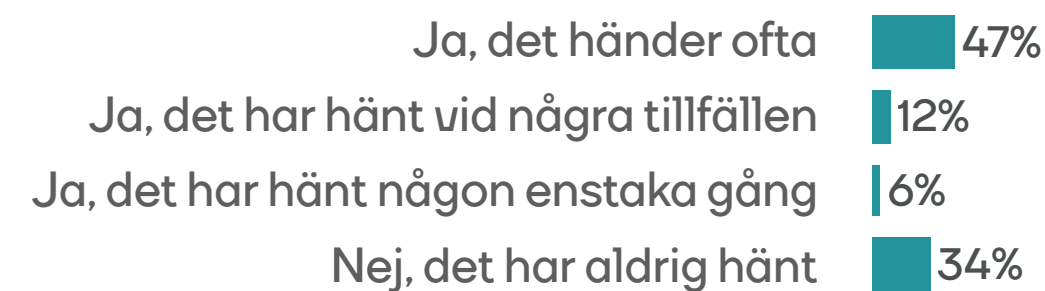 Ja, det händer ofta 47%
Ja, det har hänt vid några tillfällen 12%
Ja, det har hänt någon enstaka gång 6%
Nej, det har aldrig hänt 34%